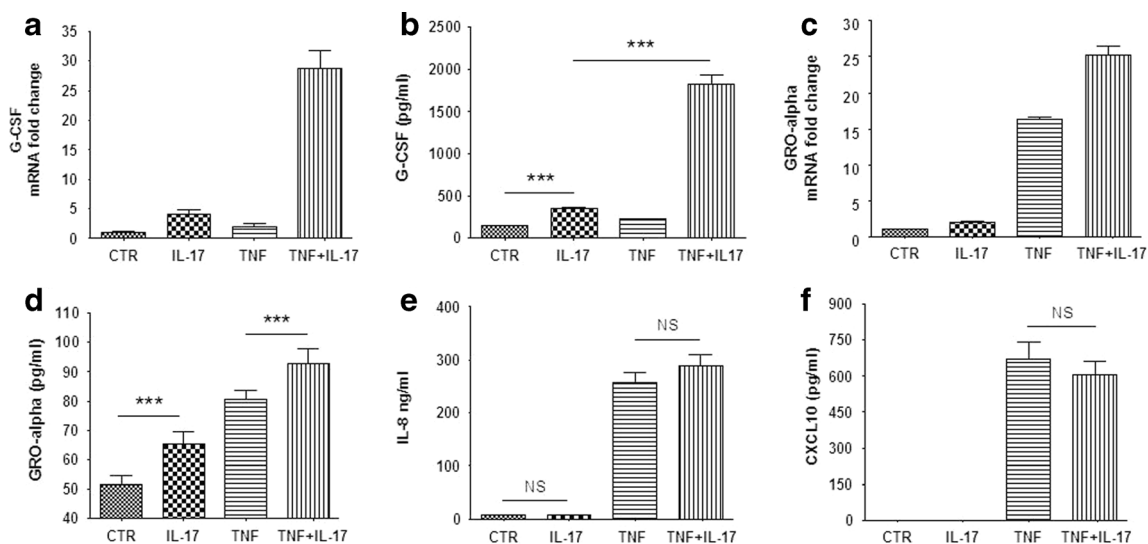 a
G-CSF
mRNA fold change
35
30
25
20
15
10
5
0
CTR IL-17 TNF TNF+IL-17
b
G-CSF (pg/ml)
2500
2000
1500
500
0
***
***
CTR IL-17 TNF TNF+IL17
c
GRO-alpha
mRNA fold change
30
25
20
15
10
5
0
CTR IL-17 TNF TNF+IL-17
d
GRO-alpha (pg/ml)
110
100
90
80
70
60
50
40
***
***
CTR IL-17 TNF TNF+IL-17
e
IL-8 ng/ml
400
300
200
100
0
NS
NS
CTR IL-17 TNF TNF+IL-17
f
CXCL10 (pg/ml)
900
750
600
450
300
150
0
NS
CTR IL-17 TNF TNF+IL-17